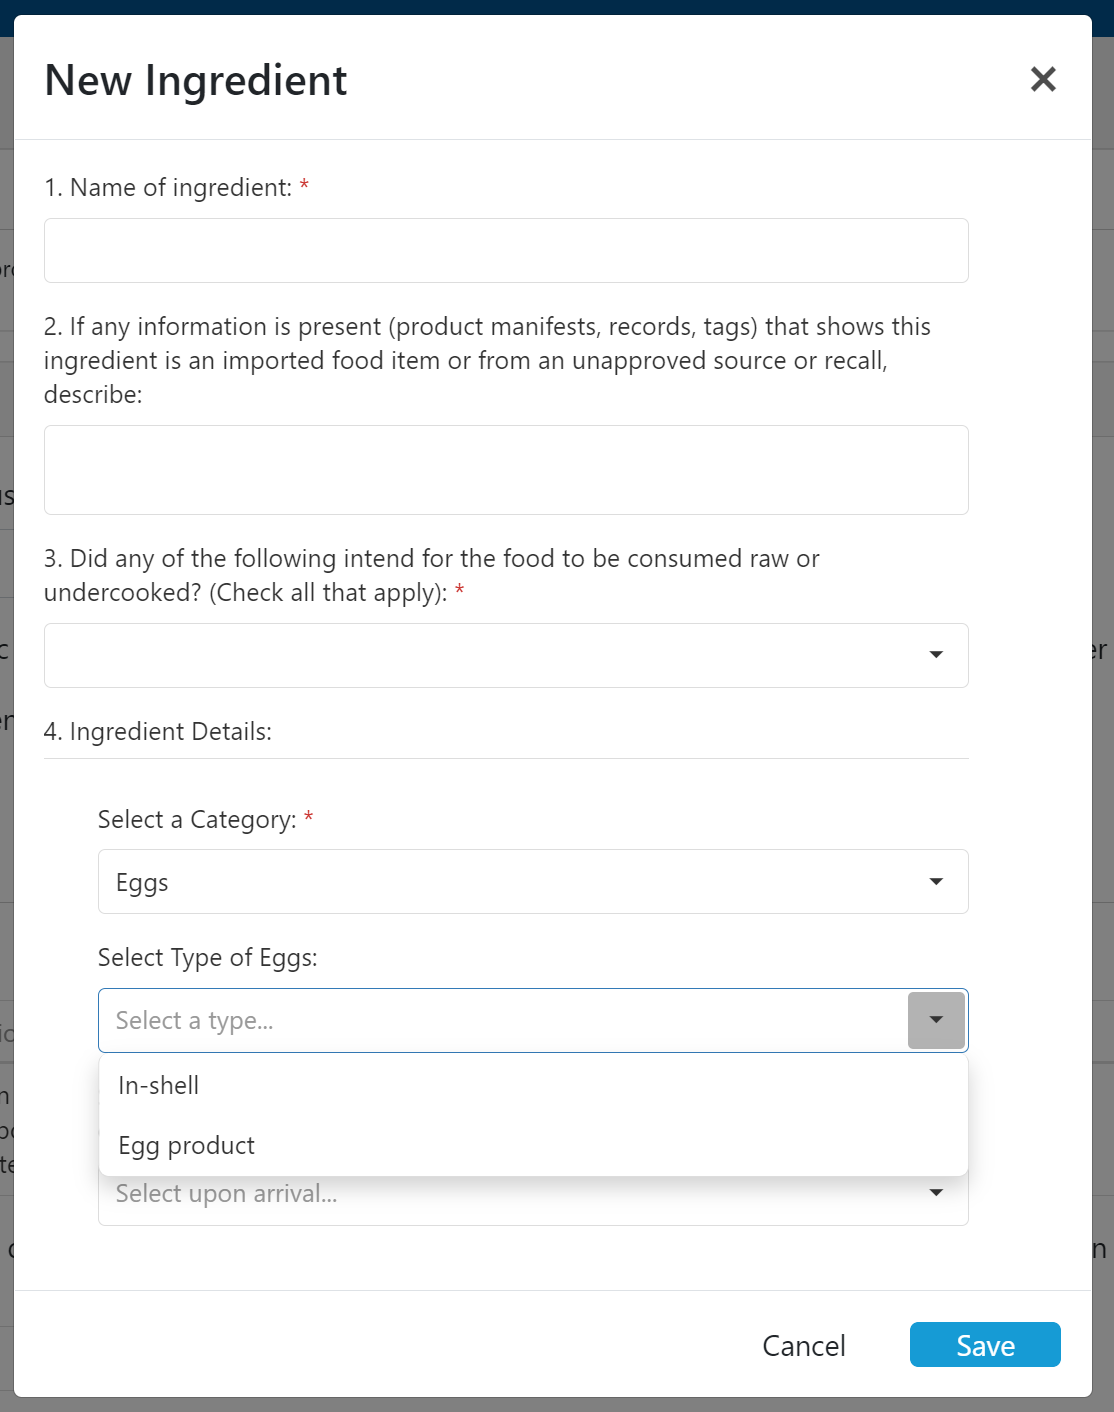 New Ingredient
1. Name of ingredient: *
2. If any information is present (product manifests, records, tags) that shows this
ingredient is an imported food item or from an unapproved source or recall,
describe:
3. Did any of the following intend for the food to be consumed raw or
undercooked? (Check all that apply): *
4. Ingredient Details:
Select a Category: *
Eggs
Select Type of Eggs:
Select a type...
In-shell
Egg product
Select upon arrival...
Cancel
Save